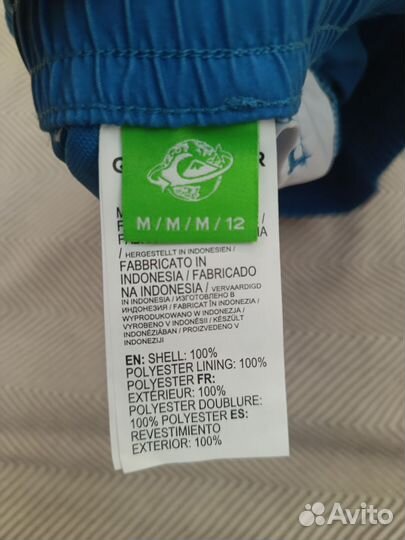 M / M / M / 12
/ HERGESTELLT IN INDONESIEN /
FABBRICATO IN
INDONESIA / FABRICADO
NA INDONESIA / VERVAARDIGD
IN INDONESIA / ИЗГОТОВЛЕНО В
ИНДОНЕЗИЯ / FABRICAT ÎN INDONEZIA /
WYPRODUKOWANO W INDONEZJA /
VYROBENO V INDONÉSII / KÉSZÜLT
INDONÉZIÁBAN / PROIZVEDENO V
INDONEZIJI
EN: SHELL: 100%
POLYESTER LINING: 100%
POLYESTER FR:
EXTÉRIEUR: 100%
POLYESTER DOUBLURE:
100% POLYESTER ES:
REVESTIMIENTO
EXTERIOR: 100%
Avito